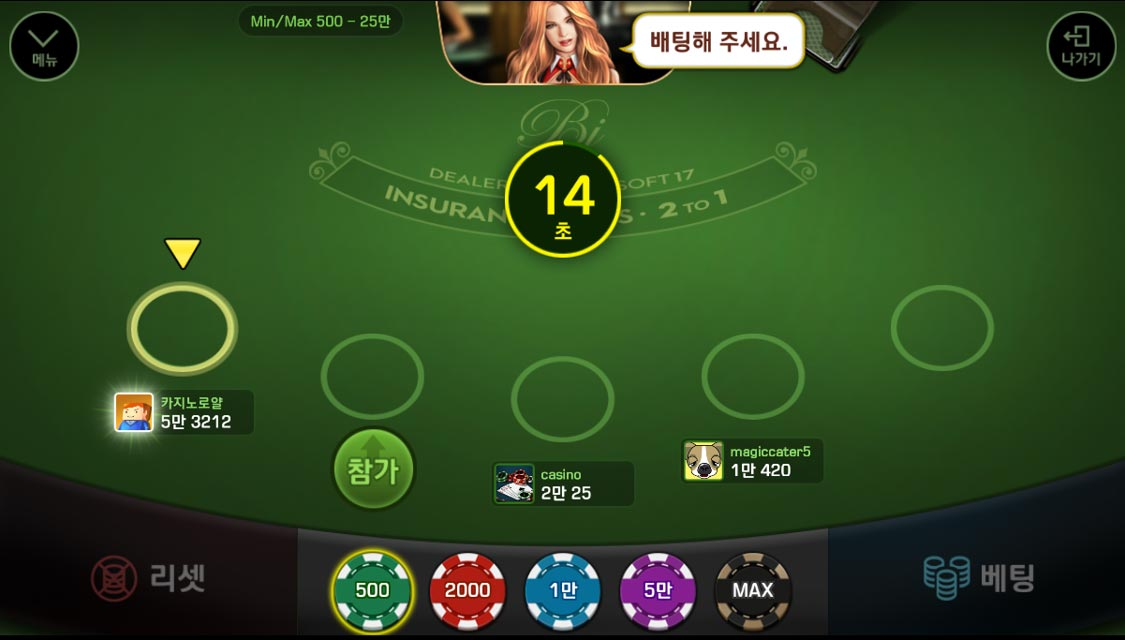 Min/Max 500 - 25만
메뉴
배팅해 주세요.
나가기
Bi
DEALER SOFT 17
INSURAN S · 2 TO 1
14
초
카지노로얄
5만 3212
참가
casino
2만 25
magiccater5
1만 420
리셋
500
2000
1만
5만
MAX
베팅